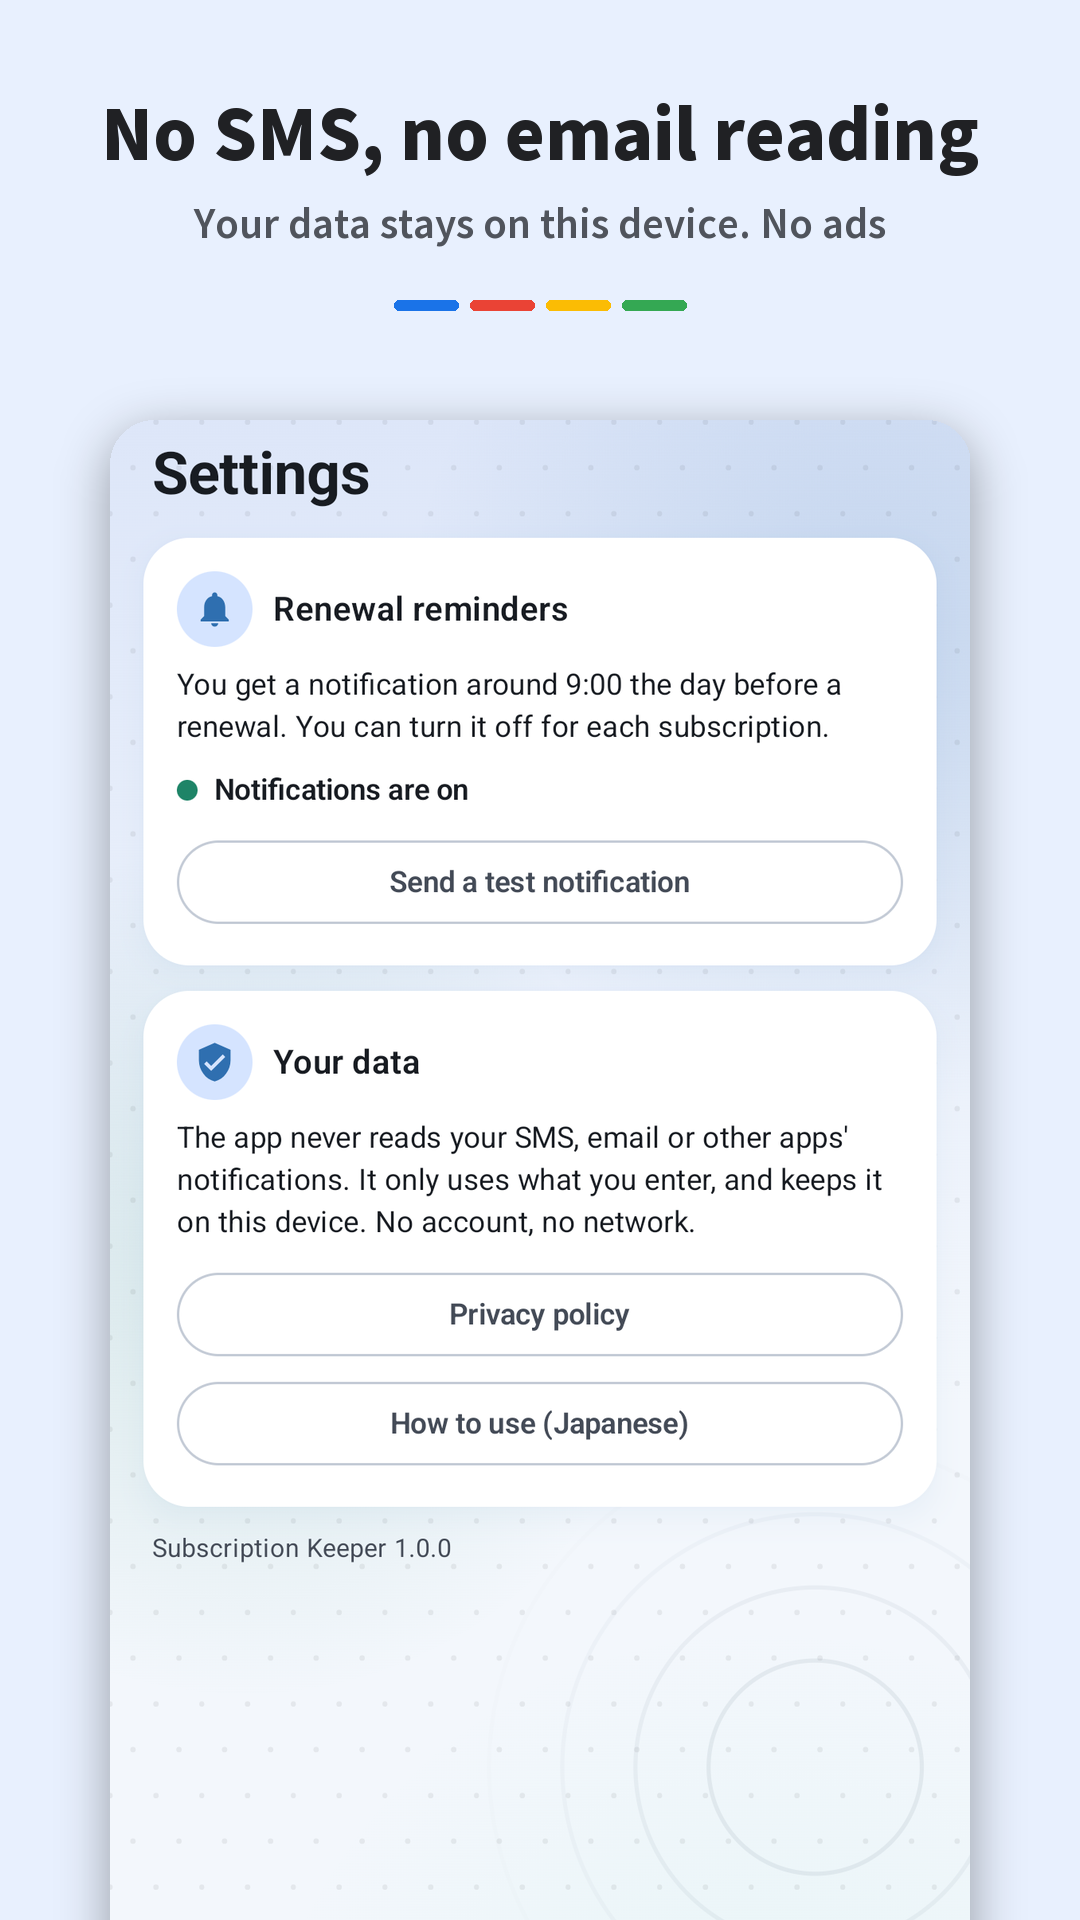 No SMS, no email reading
Your data stays on this device. No ads
Settings
Renewal reminders
You get a notification around 9:00 the day before a
renewal. You can turn it off for each subscription.
Notifications are on
Send a test notification
Your data
The app never reads your SMS, email or other apps'
notifications. It only uses what you enter, and keeps it
on this device. No account, no network.
Privacy policy
How to use (Japanese)
Subscription Keeper 1.0.0